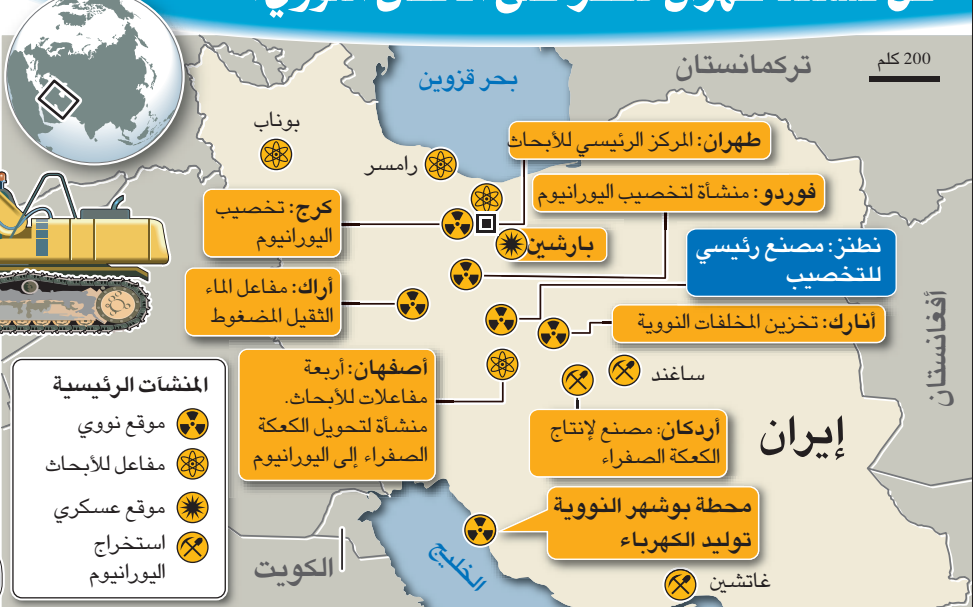 200 كلم
تركمانستان
بحر قزوين
بوناب
رامسر
طهران: المركز الرئيسي للأبحاث
فوردو: منشأة لتخصيب اليورانيوم
كرج: تخصيب
اليورانيوم
بارشين
نطنز: مصنع رئيسي
للتخصيب
أراك: مفاعل الماء
الثقيل المضغوط
أنارك: تخزين المخلفات النووية
أفغانستان
أصفهان: أربعة
مفاعلات للأبحاث.
منشأة لتحويل الكعكة
الصفراء إلى اليورانيوم
ساغند
أردكان: مصنع لإنتاج
الكعكة الصفراء
إيران
محطة بوشهر النووية
توليد الكهرباء
المنشآت الرئيسية
موقع نووي
مفاعل للأبحاث
موقع عسكري
استخراج
اليورانيوم
الكويت
الخليج
غاتشين